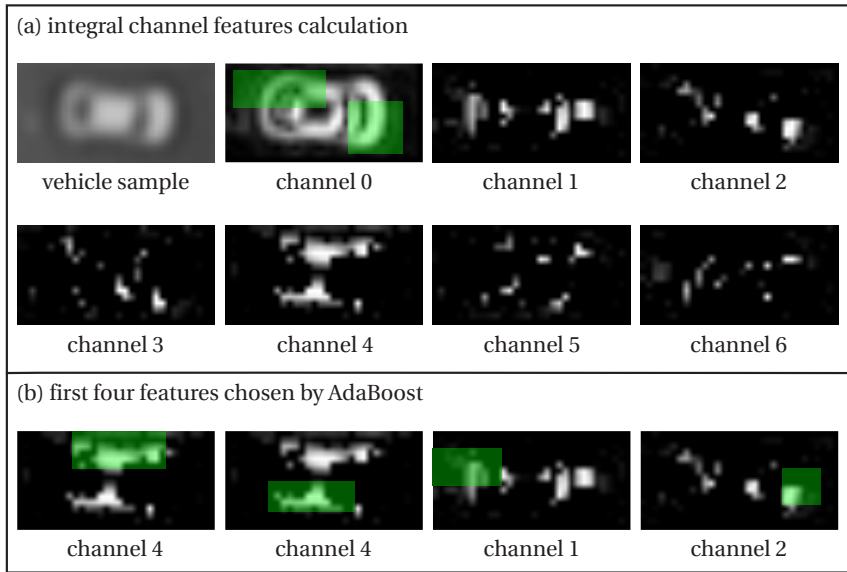 (a) integral channel features calculation
vehicle sample channel 0 channel 1 channel 2
channel 3 channel 4 channel 5 channel 6
(b) first four features chosen by AdaBoost
channel 4 channel 4 channel 1 channel 2